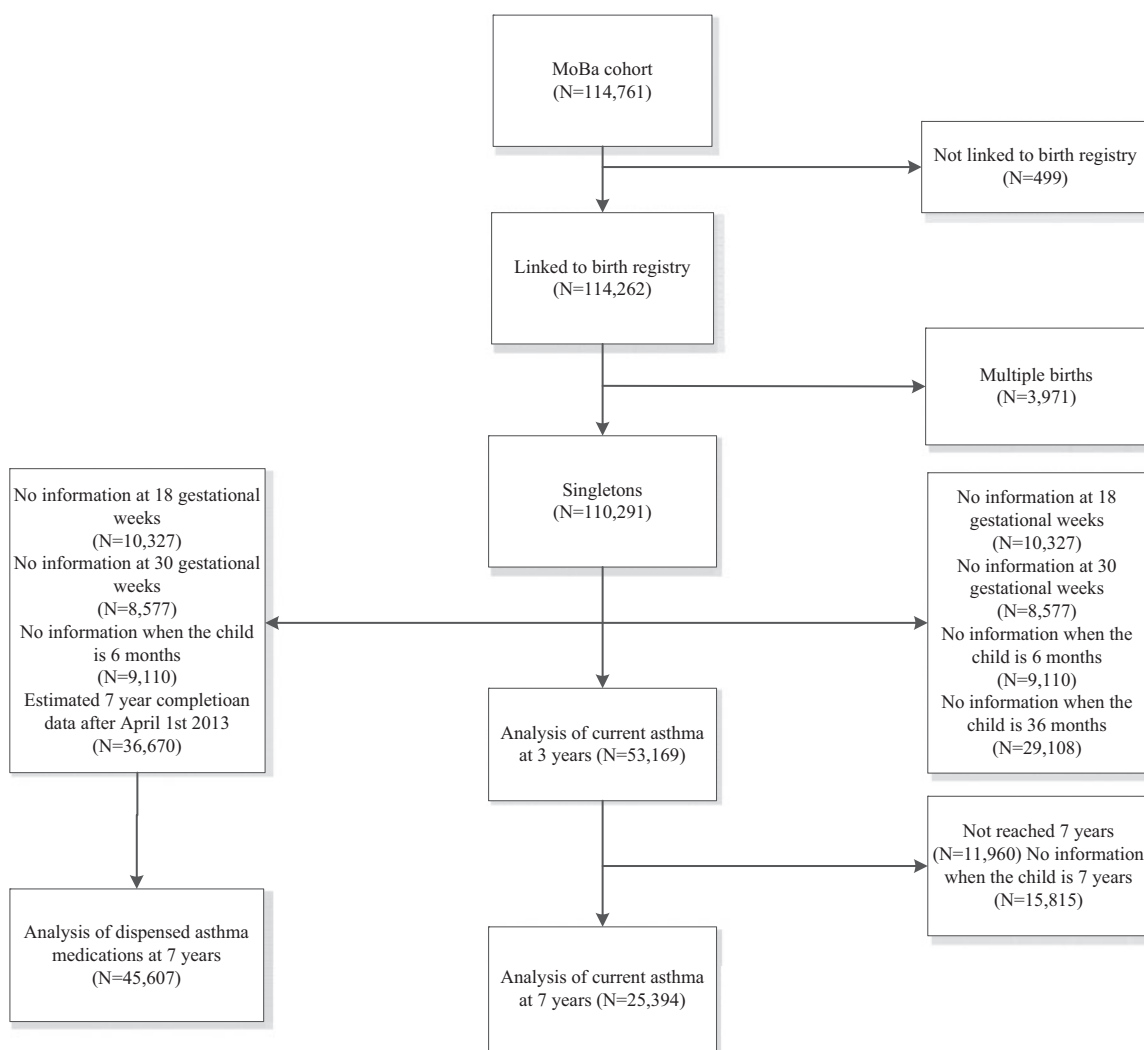 MoBa cohort
(N=114,761)
Not linked to birth registry
(N=499)
Linked to birth registry
(N=114,262)
Multiple births
(N=3,971)
Singletons
(N=110,291)
No information at 18 gestational
weeks
(N=10,327)
No information at 30 gestational
weeks
(N=8,577)
No information when the child
is 6 months
(N=9,110)
Estimated 7 year completioan
data after April 1st 2013
(N=36,670)
No information at 18
gestational weeks
(N=10,327)
No information at 30
gestational weeks
(N=8,577)
No information when the
child is 6 months
(N=9,110)
No information when the
child is 36 months
(N=29,108)
Analysis of current asthma
at 3 years (N=53,169)
Not reached 7 years
(N=11,960) No information
when the child is 7 years
(N=15,815)
Analysis of dispensed asthma
medications at 7 years
(N=45,607)
Analysis of current asthma
at 7 years (N=25,394)